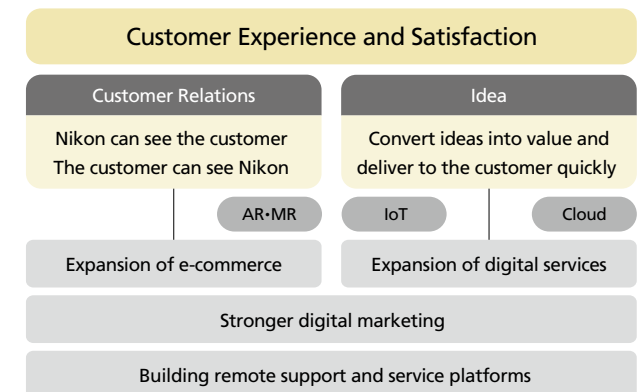 Customer Experience and Satisfaction
Customer Relations
Nikon can see the customer
The customer can see Nikon
Idea
Convert ideas into value and
deliver to the customer quickly
AR•MR
IoT
Cloud
Expansion of e-commerce
Expansion of digital services
Stronger digital marketing
Building remote support and service platforms